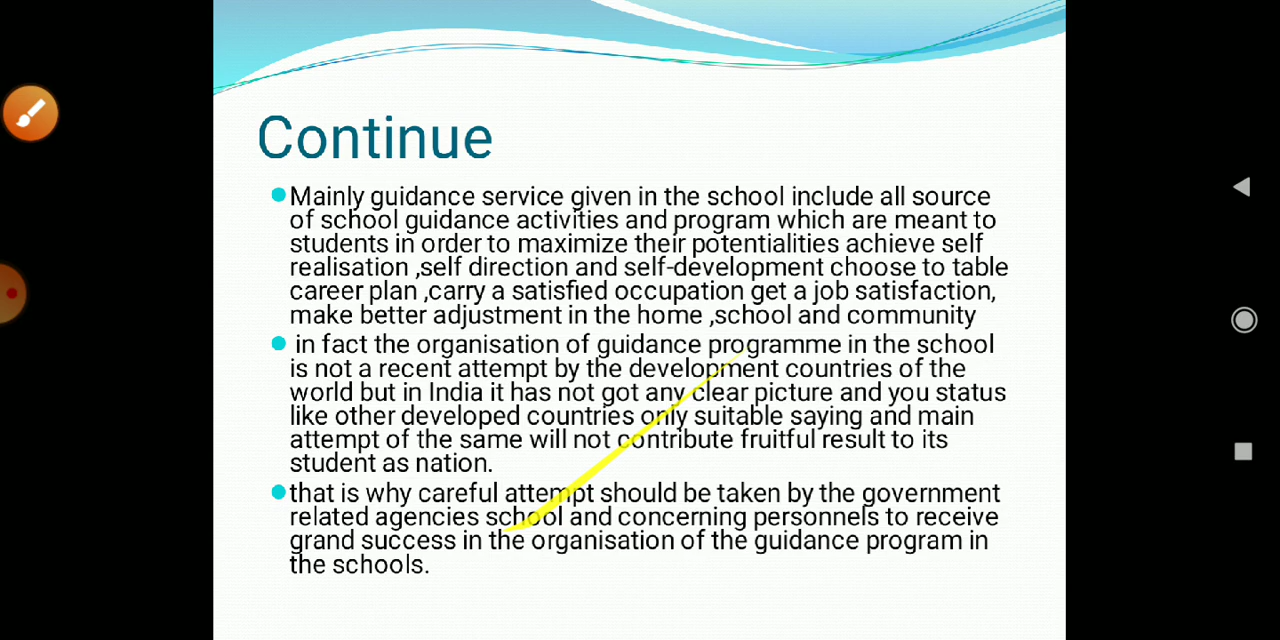 Continue
Mainly guidance service given in the school include all source
of school guidance activities and program which are meant to
students in order to maximize their potentialities achieve self
realisation ,self direction and self-development choose to table
career plan ,carry a satisfied occupation get a job satisfaction,
make better adjustment in the home ,school and community
in fact the organisation of guidance programme in the school
is not a recent attempt by the development countries of the
world but in India it has not got any clear picture and you status
like other developed countries only suitable saying and main
attempt of the same will not contribute fruitful result to its
student as nation.
that is why careful attempt should be taken by the government
related agencies school and concerning personnels to receive
grand success in the organisation of the guidance program in
the schools.